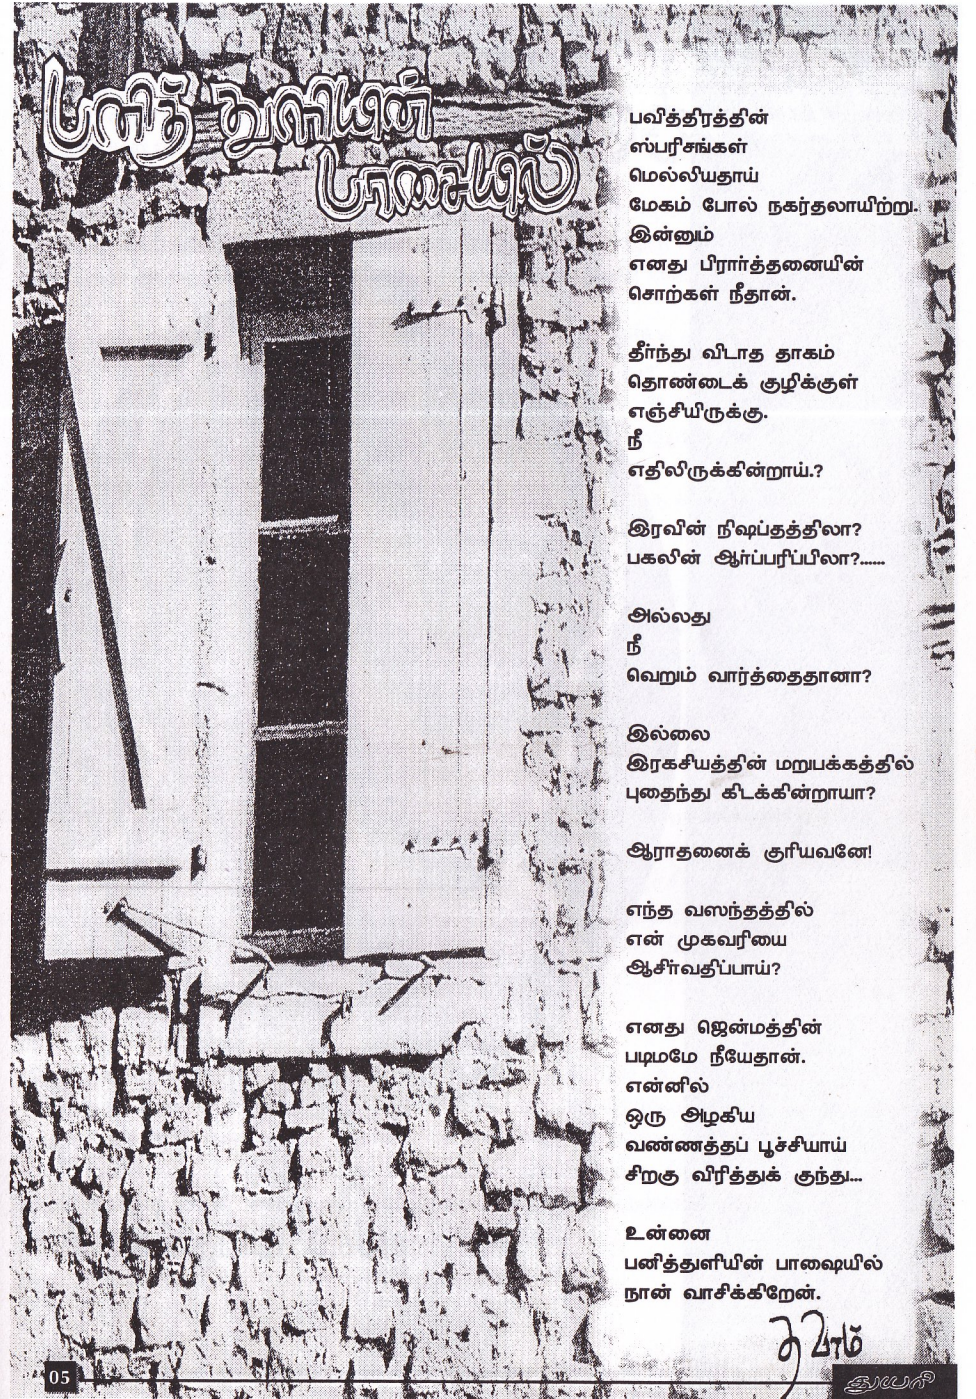 பனித் துளியின்
பாசையில்
பவித்திரத்தின்
ஸ்பரிசங்கள்
மெல்லியதாய்
மேகம் போல் நகர்தலாயிற்று.
இன்னும்
எனது பிரார்த்தனையின்
சொற்கள் நீதான்.
தீர்ந்து விடாத தாகம்
தொண்டைக் குழிக்குள்
எஞ்சியிருக்கு.
நீ
எதிலிருக்கின்றாய்.?
இரவின் நிஷப்தத்திலா?
பகலின் ஆர்ப்பரிப்பிலா?......
அல்லது
நீ
வெறும் வார்த்தைதானா?
இல்லை
இரகசியத்தின் மறுபக்கத்தில்
புதைந்து கிடக்கின்றாயா?
ஆராதனைக் குரியவனே!
எந்த வஸந்தத்தில்
என் முகவரியை
ஆசிர்வதிப்பாய்?
எனது ஜென்மத்தின்
படிமமே நீயேதான்.
என்னில்
ஒரு அழகிய
வண்ணத்தப் பூச்சியாய்
சிறகு விரித்துக் குந்து...
உன்னை
பனித்துளியின் பாஷையில்
நான் வாசிக்கிறேன்.
தவாம்
05